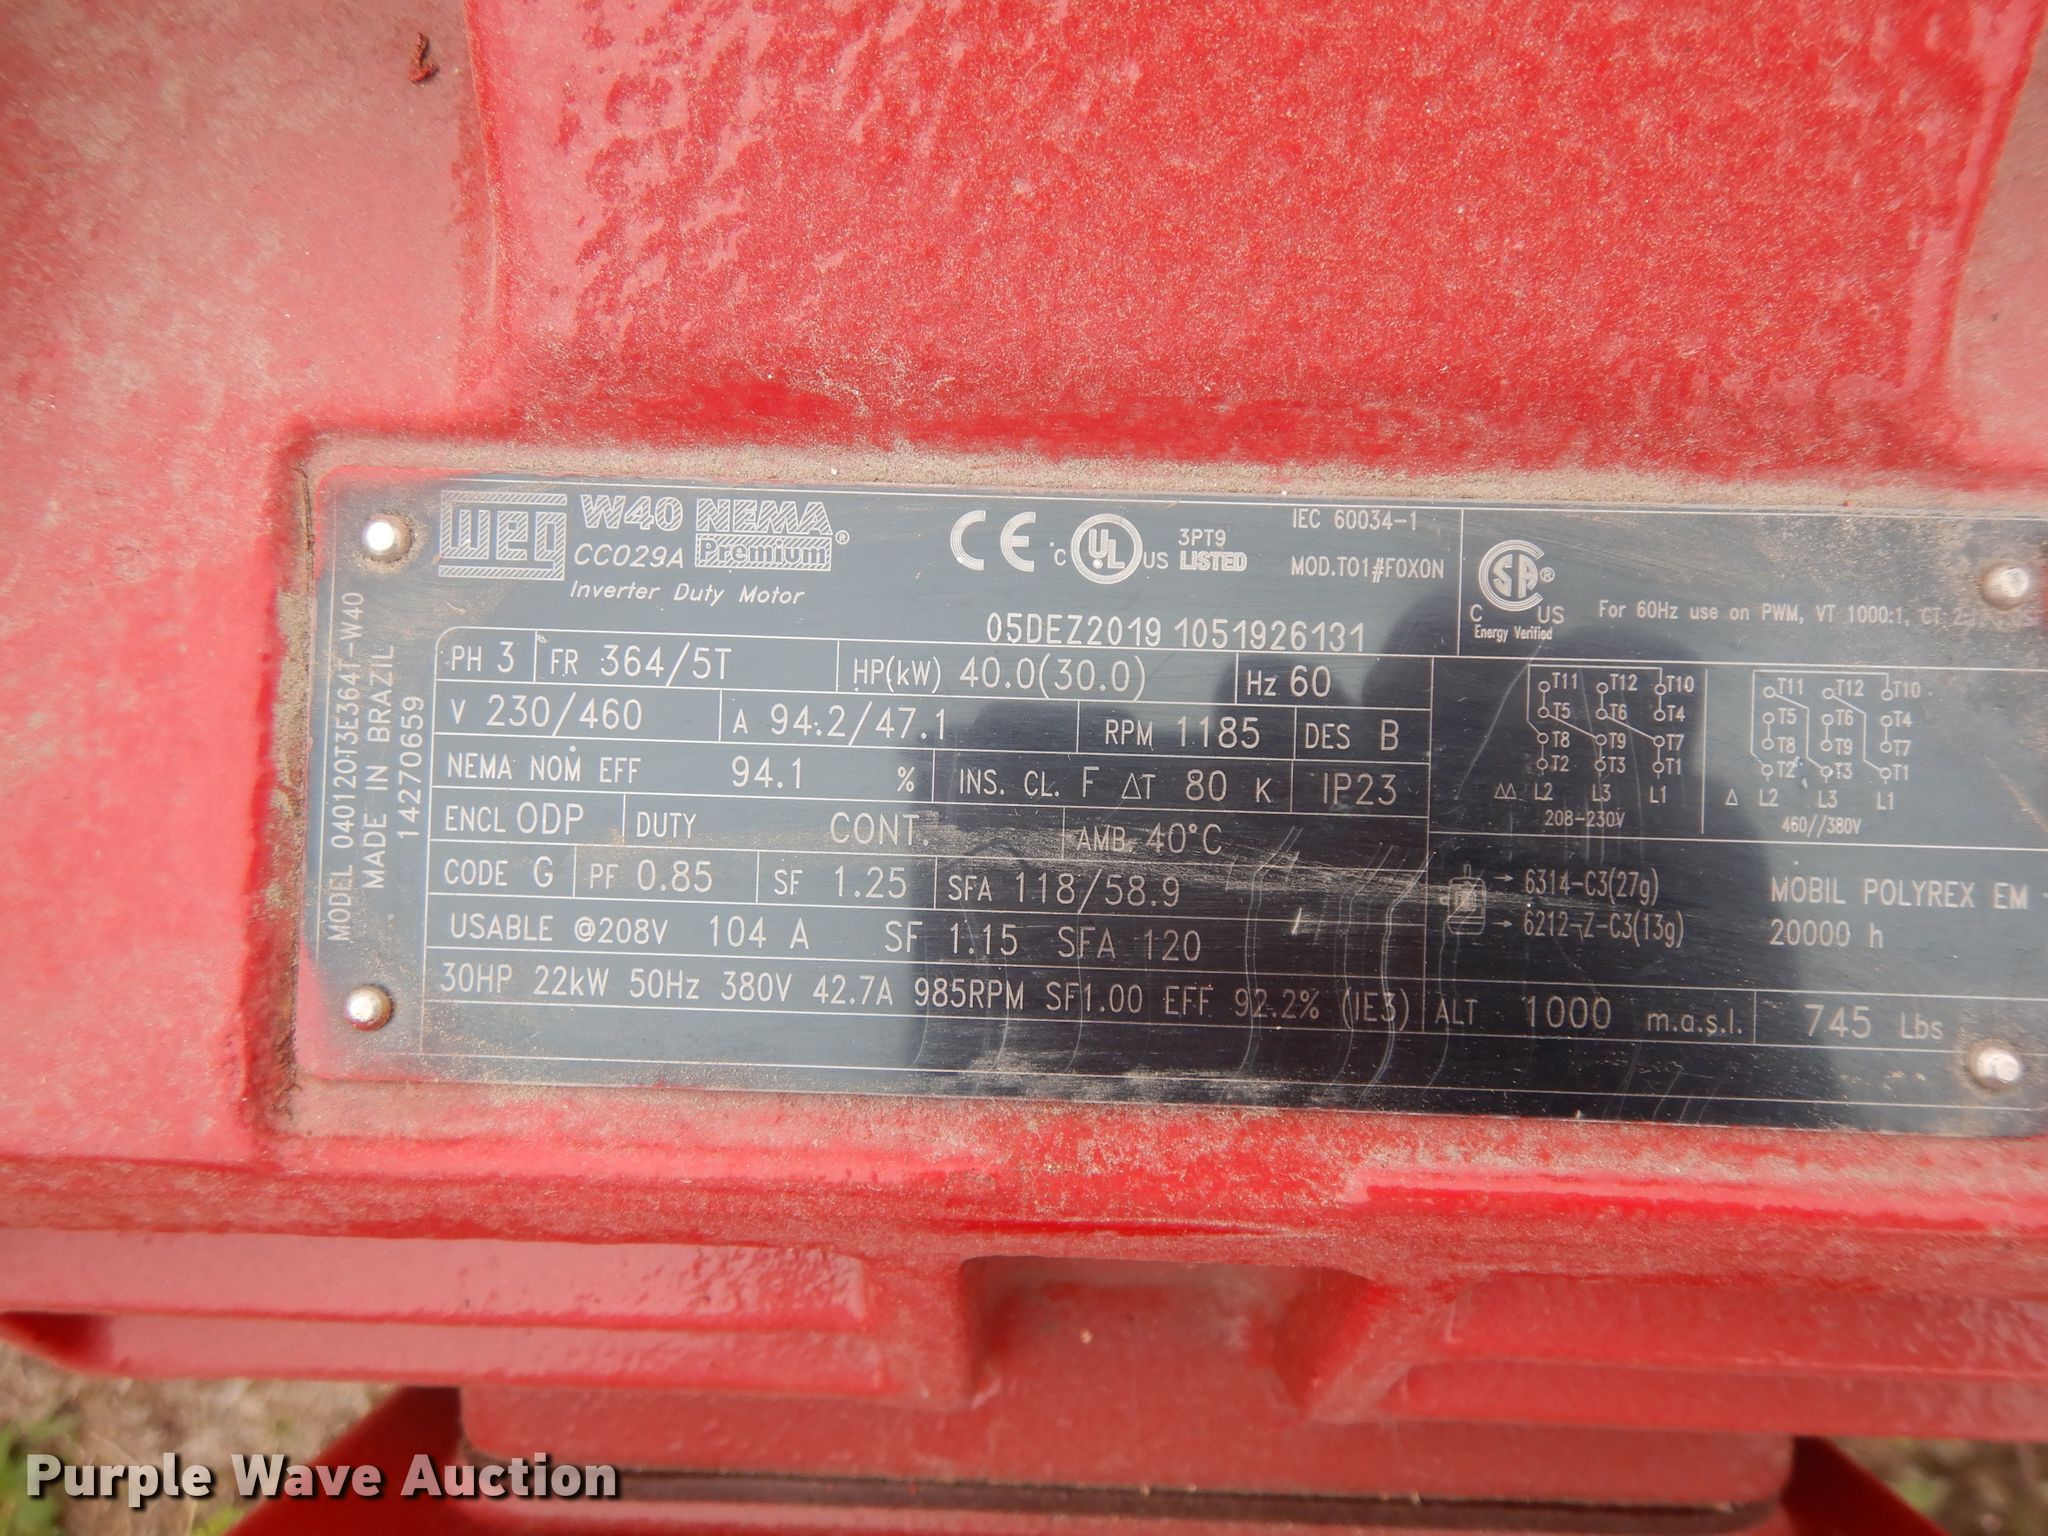 WEG W40 NEMA Premium®
CC029A
Inverter Duty Motor
CE c UL US 3PT9 LISTED
IEC 60034-1
MOD.TO1#F0X0N
CSA® C US Energy Verified
For 60Hz use on PWM, VT 1000:1, CT
05DEZ2019 1051926131
MODEL 04012OT3E364T-W40
MADE IN BRAZIL
14270659
PH 3 FR 364/5T HP(kW) 40.0(30.0) Hz 60
V 230/460 A 94.2/47.1 RPM 1185 DES B
NEMA NOM EFF 94.1 % INS. CL. F ΔT 80 K IP23
ENCL ODP DUTY CONT. AMB. 40°C
CODE G PF 0.85 SF 1.25 SFA 118/58.9
USABLE @208V 104 A SF 1.15 SFA 120
30HP 22kW 50Hz 380V 42.7A 985RPM SF1.00 EFF 92.2% (IE3)
T11 T12 T10
T5 T6 T4
T8 T9 T7
T2 T3 T1
ΔΔ L2 L3 L1
208-230V
T11 T12 T10
T5 T6 T4
T8 T9 T7
T2 T3 T1
Δ L2 L3 L1
460//380V
→ 6314-C3(27g)
→ 6212-Z-C3(13g)
MOBIL POLYREX EM
20000 h
ALT 1000 m.a.s.l. 745 Lbs
Purple Wave Auction